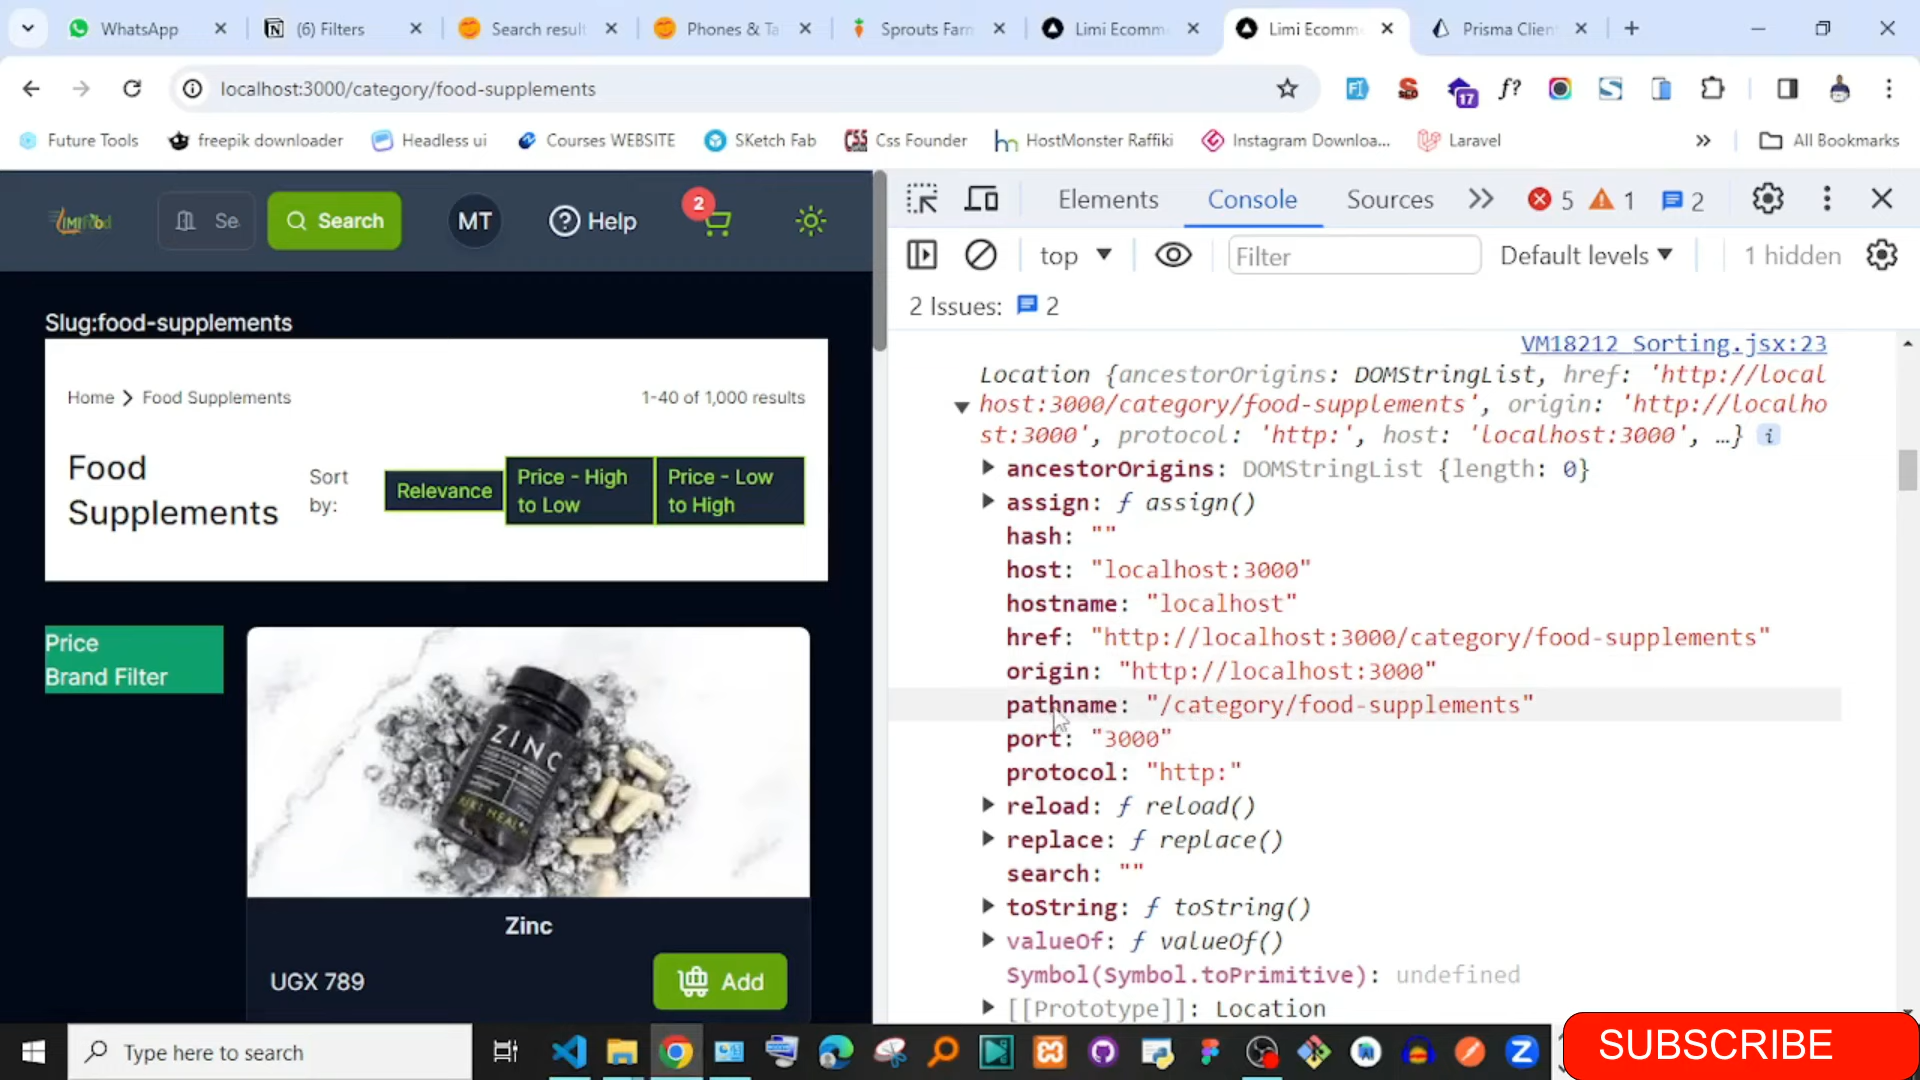 WhatsApp
(6) Filters
Search resul
Phones & Ta
Sprouts Farm
Limi Ecomm
Limi Ecomm
Prisma Clien
localhost:3000/category/food-supplements
SEO
17
f?
Future Tools
freepik downloader
Headless ui
Courses WEBSITE
SKetch Fab
CSS
Css Founder
HostMonster Raffiki
Instagram Downloa...
Laravel
All Bookmarks
LIMIFood
Se
Search
MT
Help
2
Elements
Console
Sources
5
1
2
top
Filter
Default levels
1 hidden
2 Issues:
2
Slug:food-supplements
Home
Food Supplements
1-40 of 1,000 results
Food
Supplements
Sort
by:
Relevance
Price - High
to Low
Price - Low
to High
Price
Brand Filter
ZINC
Zinc
UGX 789
Add
VM18212 Sorting.jsx:23
Location {ancestorOrigins: DOMStringList, href: 'http://local
host:3000/category/food-supplements', origin: 'http://localho
st:3000', protocol: 'http:', host: 'localhost:3000', …}
ancestorOrigins: DOMStringList {length: 0}
assign: ƒ assign()
hash: ""
host: "localhost:3000"
hostname: "localhost"
href: "http://localhost:3000/category/food-supplements"
origin: "http://localhost:3000"
pathname: "/category/food-supplements"
port: "3000"
protocol: "http:"
reload: ƒ reload()
replace: ƒ replace()
search: ""
toString: ƒ toString()
valueOf: ƒ valueOf()
Symbol(Symbol.toPrimitive): undefined
[[Prototype]]: Location
Type here to search
SUBSCRIBE